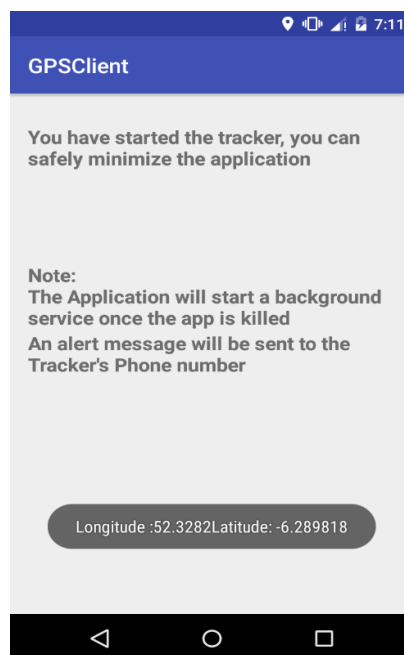 7:11
GPSClient
You have started the tracker, you can
safely minimize the application
Note:
The Application will start a background
service once the app is killed
An alert message will be sent to the
Tracker's Phone number
Longitude :52.3282Latitude: -6.289818